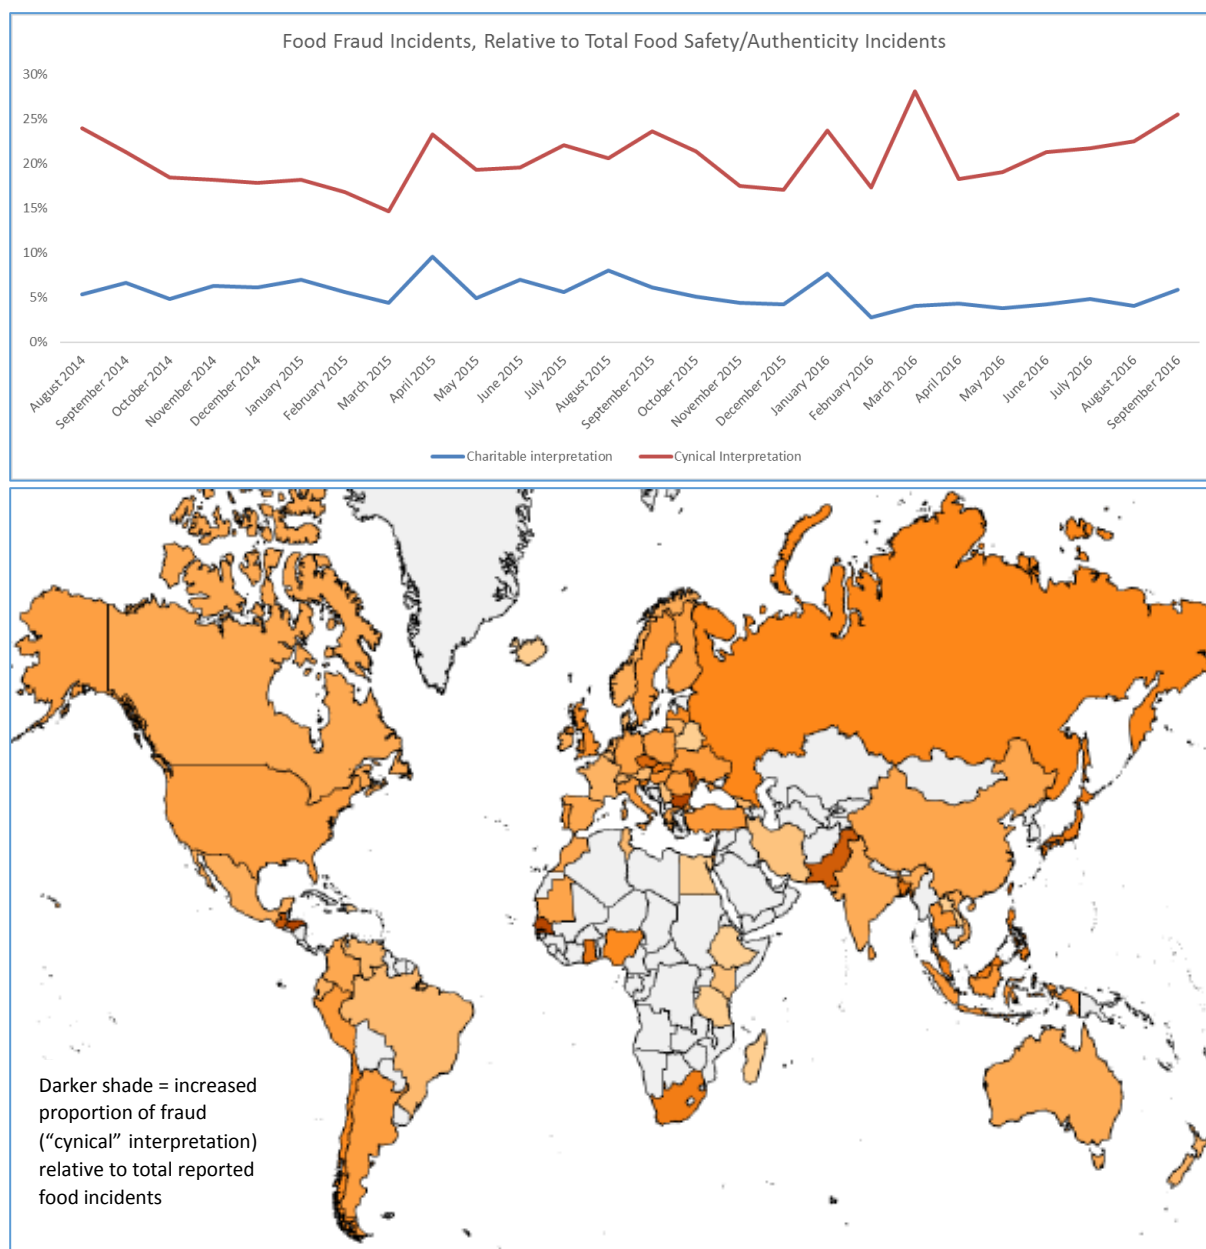 Food Fraud Incidents, Relative to Total Food Safety/Authenticity Incidents
30%
25%
20%
15%
10%
5%
0%
August 2014
September 2014
October 2014
November 2014
December 2014
January 2015
February 2015
March 2015
April 2015
May 2015
June 2015
July 2015
August 2015
September 2015
October 2015
November 2015
December 2015
January 2016
February 2016
March 2016
April 2016
May 2016
June 2016
July 2016
August 2016
September 2016
Charitable interpretation
Cynical Interpretation
Darker shade = increased
proportion of fraud
(“cynical” interpretation)
relative to total reported
food incidents